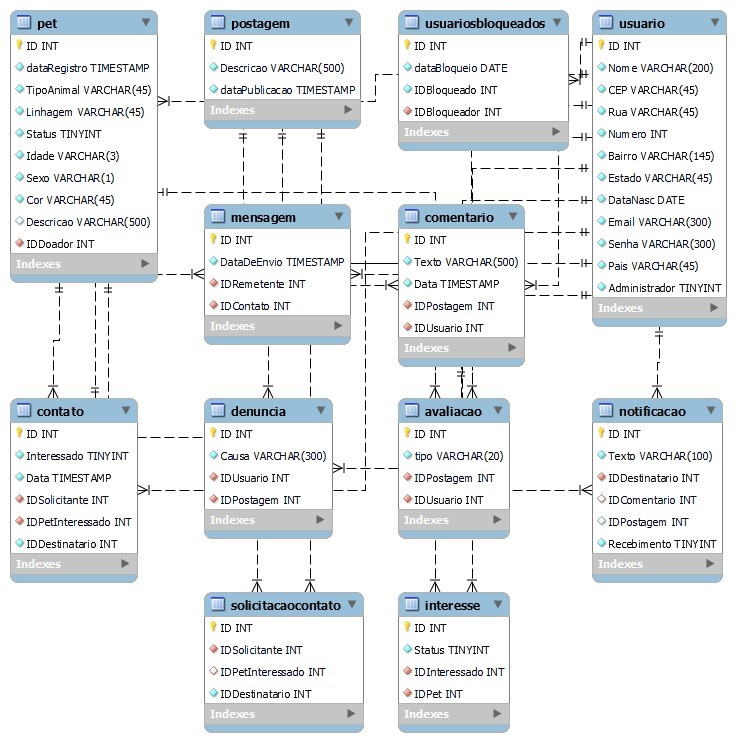 pet
ID INT
dataRegistro TIMESTAMP
TipoAnimal VARCHAR(45)
Linhagem VARCHAR(45)
Status TINYINT
Idade VARCHAR(3)
Sexo VARCHAR(1)
Cor VARCHAR(45)
Descricao VARCHAR(500)
IDDoador INT
Indexes
postagem
ID INT
Descricao VARCHAR(500)
dataPublicacao TIMESTAMP
Indexes
usuariosbloqueados
ID INT
dataBloqueio DATE
IDBloqueado INT
IDBloqueador INT
Indexes
usuario
ID INT
Nome VARCHAR(200)
CEP VARCHAR(45)
Rua VARCHAR(45)
Numero INT
Bairro VARCHAR(145)
Estado VARCHAR(45)
DataNasc DATE
Email VARCHAR(300)
Senha VARCHAR(300)
Pais VARCHAR(45)
Administrador TINYINT
Indexes
mensagem
ID INT
DataDeEnvio TIMESTAMP
IDRemetente INT
IDContato INT
Indexes
comentario
ID INT
Texto VARCHAR(500)
Data TIMESTAMP
IDPostagem INT
IDUsuario INT
Indexes
contato
ID INT
Interessado TINYINT
Data TIMESTAMP
IDSolicitante INT
IDPetInteressado INT
IDDestinatario INT
Indexes
denuncia
ID INT
Causa VARCHAR(300)
IDUsuario INT
IDPostagem INT
Indexes
avaliacao
ID INT
tipo VARCHAR(20)
IDPostagem INT
IDUsuario INT
Indexes
notificacao
ID INT
Texto VARCHAR(100)
IDDestinatario INT
IDComentario INT
IDPostagem INT
Recebimento TINYINT
Indexes
solicitacaocontato
ID INT
IDSolicitante INT
IDPetInteressado INT
IDDestinatario INT
Indexes
interesse
ID INT
Status TINYINT
IDInteressado INT
IDPet INT
Indexes